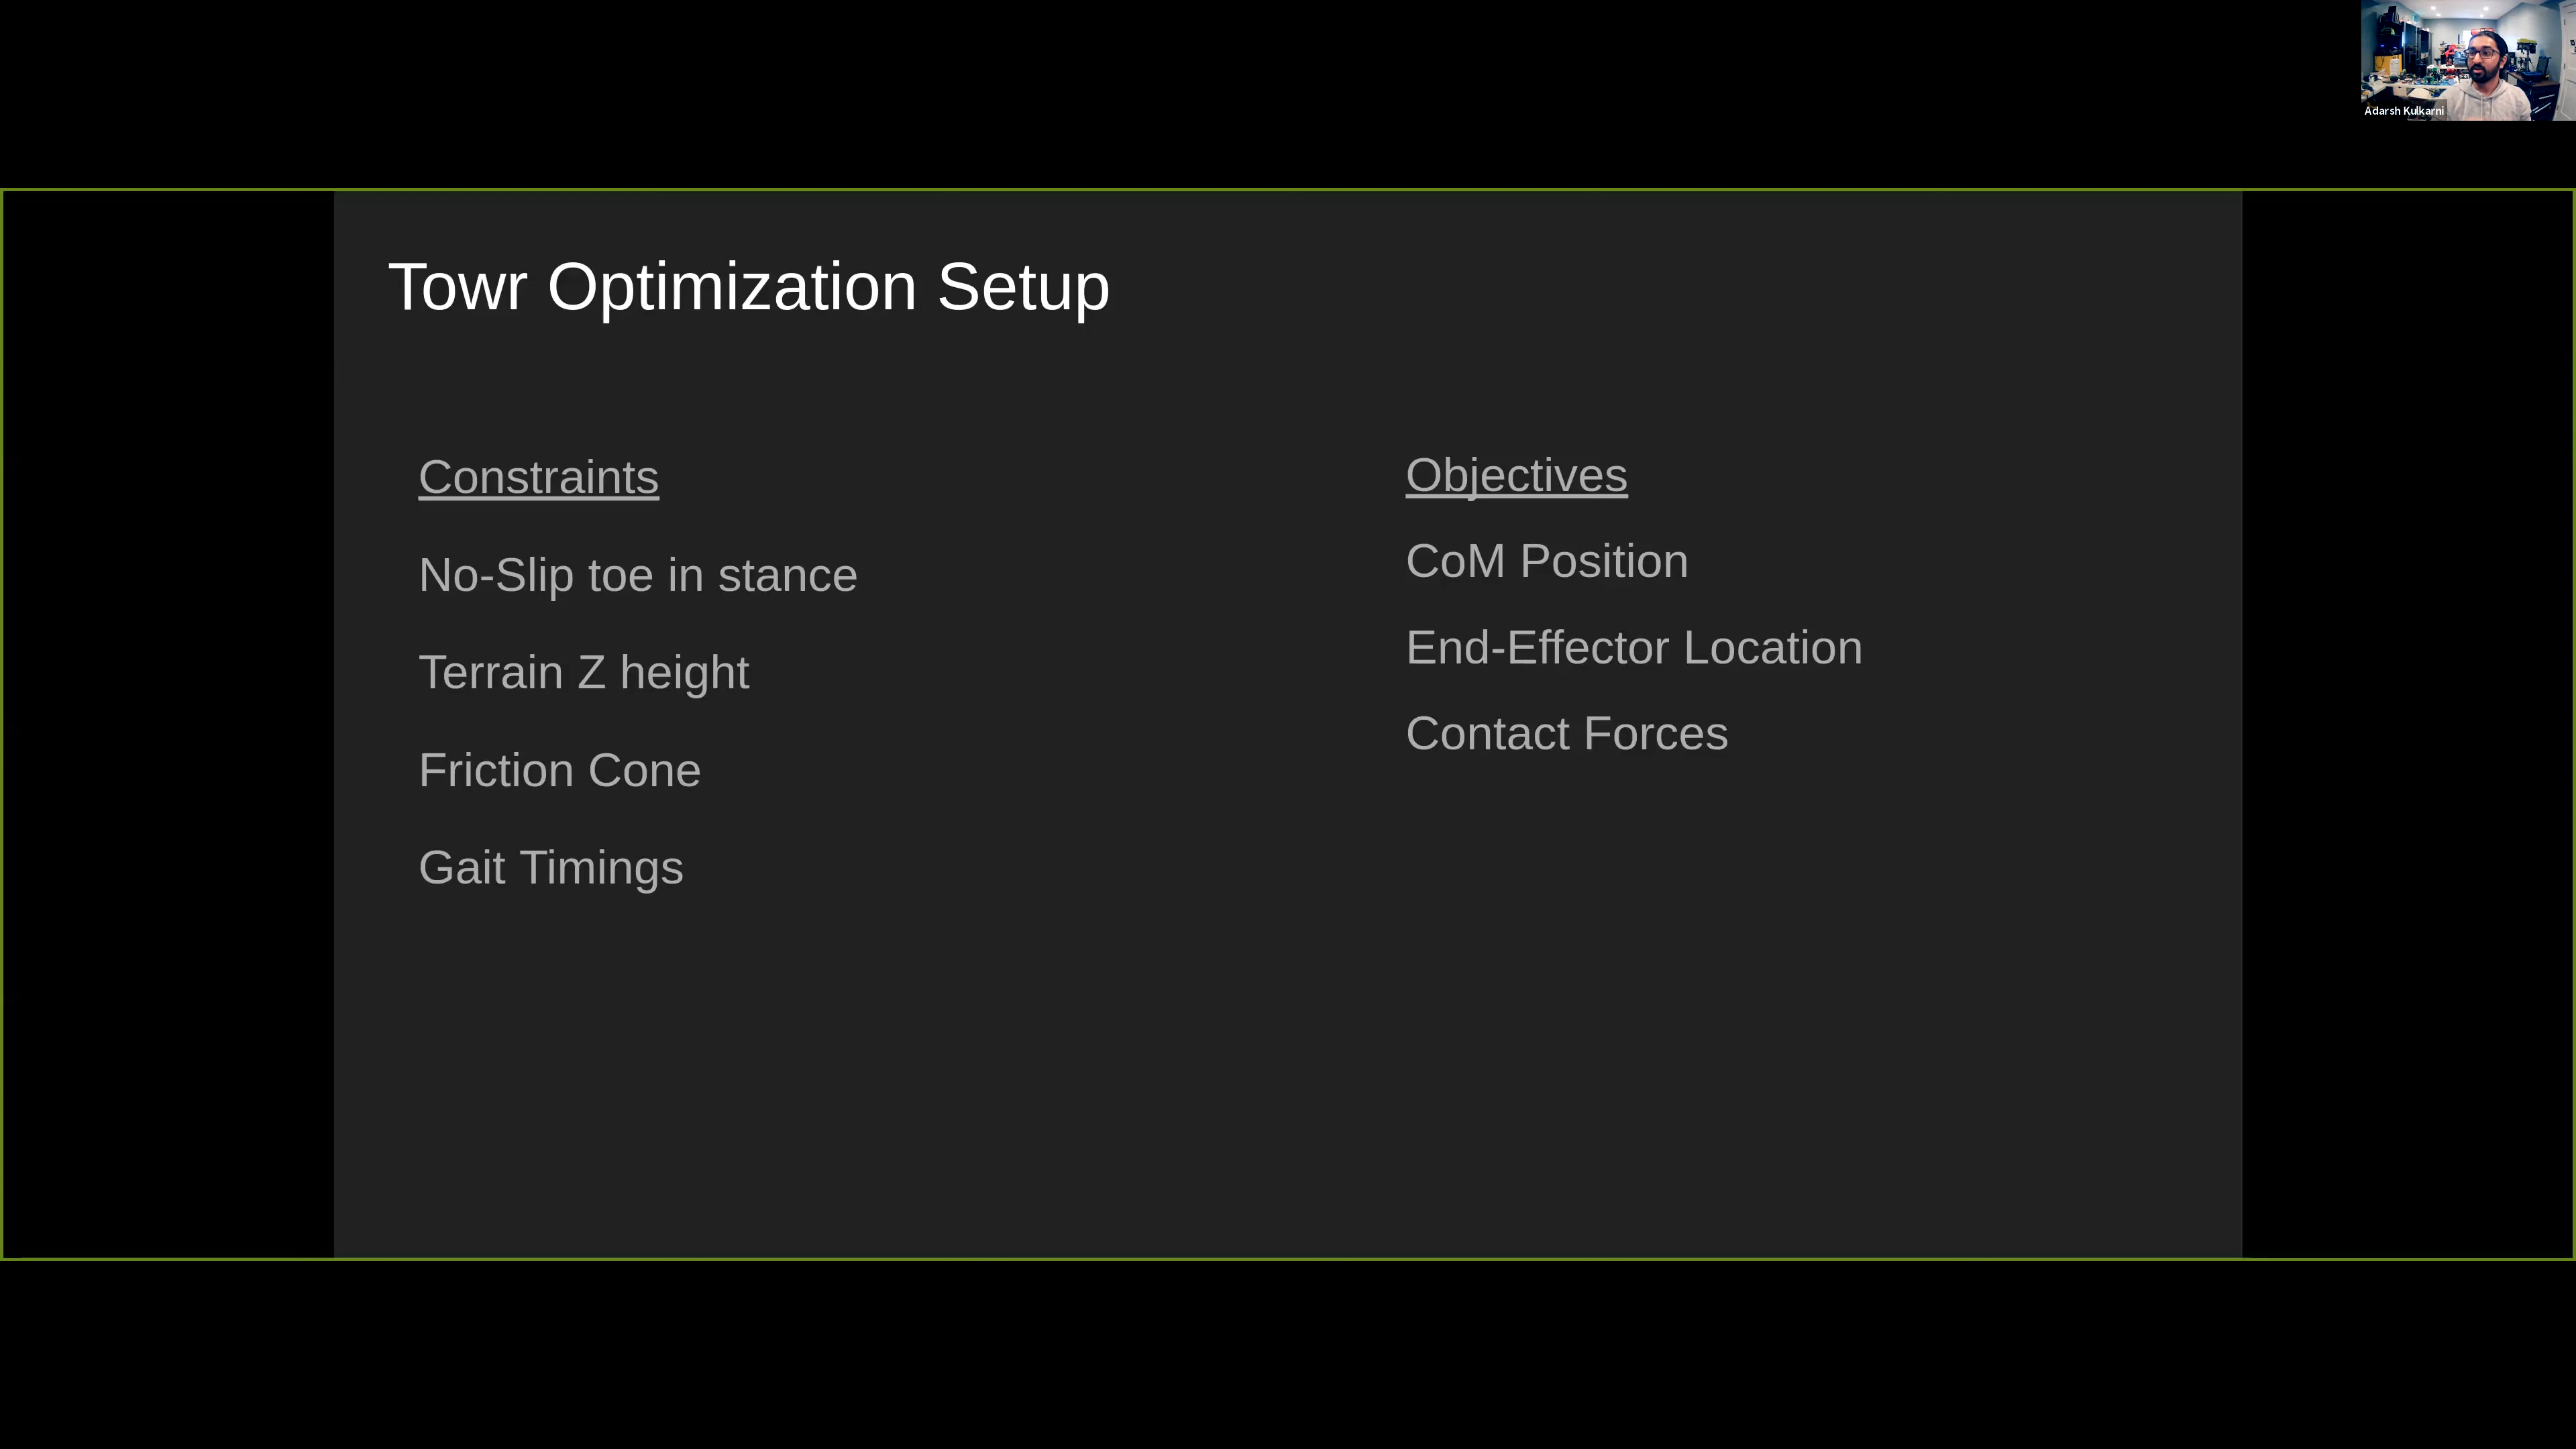 Adarsh Kulkarni
Towr Optimization Setup
Constraints
No-Slip toe in stance
Terrain Z height
Friction Cone
Gait Timings
Objectives
CoM Position
End-Effector Location
Contact Forces